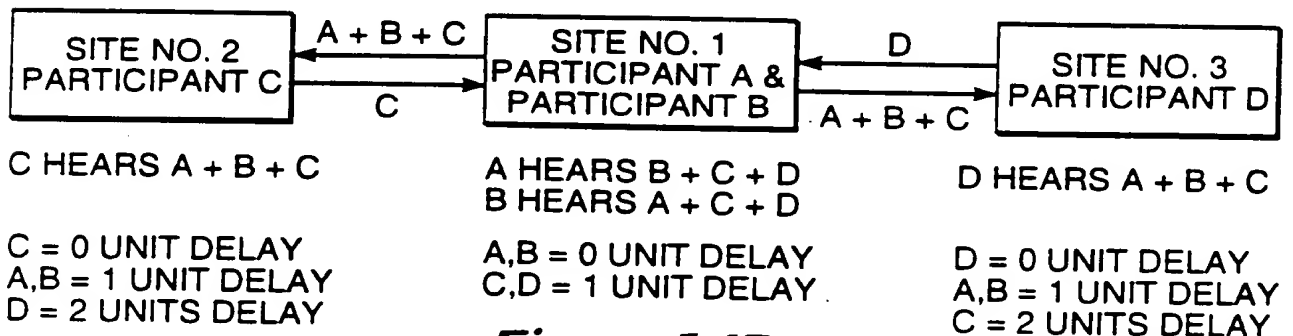 SITE NO. 2
PARTICIPANT C
A + B + C
C
SITE NO. 1
PARTICIPANT A &
PARTICIPANT B
D
A + B + C
SITE NO. 3
PARTICIPANT D
C HEARS A + B + C
A HEARS B + C + D
B HEARS A + C + D
D HEARS A + B + C
C = 0 UNIT DELAY
A,B = 1 UNIT DELAY
D = 2 UNITS DELAY
A,B = 0 UNIT DELAY
C,D = 1 UNIT DELAY
D = 0 UNIT DELAY
A,B = 1 UNIT DELAY
C = 2 UNITS DELAY